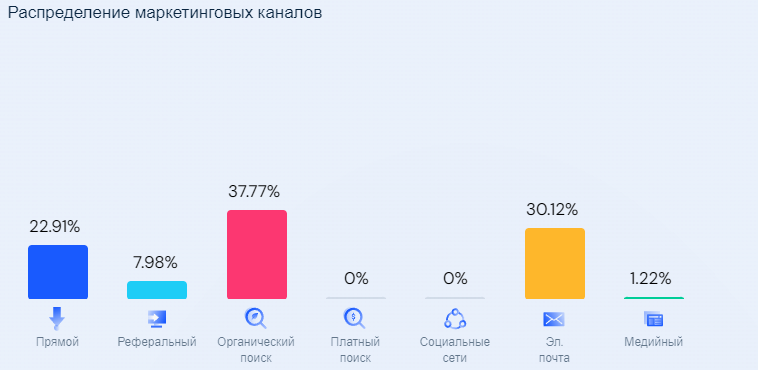 Распределение маркетинговых каналов
37.77%
30.12%
22.91%
7.98%
0%
0%
1.22%
Прямой
Реферальный
Органический
поиск
Платный
поиск
Социальные
сети
Эл.
почта
Медийный